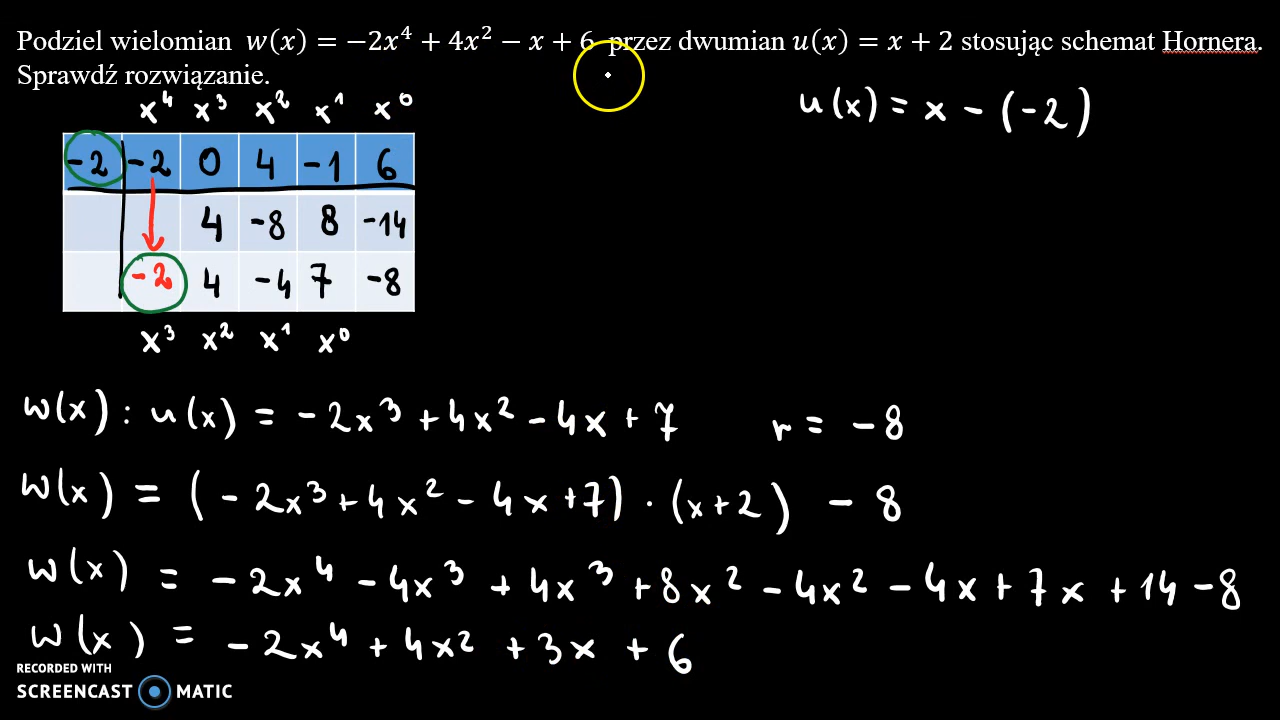 Podziel wielomian w(x) = −2x⁴ + 4x² − x + 6 przez dwumian u(x) = x + 2 stosując schemat Hornera.
Sprawdź rozwiązanie.
x⁴ x³ x² x¹ x⁰
u(x) = x - (-2)
-2 -2 0 4 -1 6
4 -8 8 -14
-2 4 -4 7 -8
x³ x² x¹ x⁰
w(x) : u(x) = -2x³ + 4x² - 4x + 7 r = -8
w(x) = (-2x³ + 4x² - 4x + 7) · (x+2) - 8
w(x) = -2x⁴ - 4x³ + 4x³ + 8x² - 4x² - 4x + 7x + 14 - 8
w(x) = -2x⁴ + 4x² + 3x + 6
RECORDED WITH
SCREENCAST MATIC